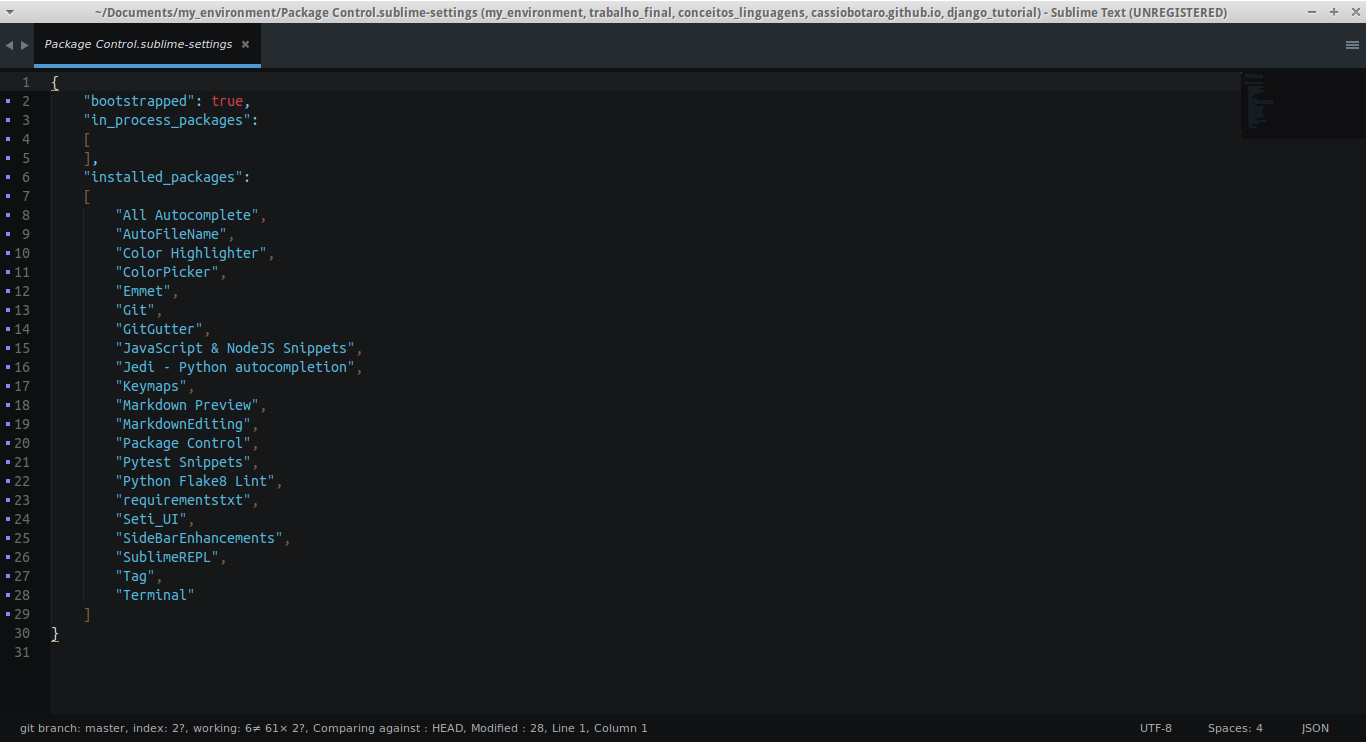 ~/Documents/my_environment/Package Control.sublime-settings (my_environment, trabalho_final, conceitos_linguagens, cassiobotaro.github.io, django_tutorial) - Sublime Text (UNREGISTERED)
Package Control.sublime-settings
1 {
2     "bootstrapped": true,
3     "in_process_packages":
4     [
5     ],
6     "installed_packages":
7     [
8         "All Autocomplete",
9         "AutoFileName",
10         "Color Highlighter",
11         "ColorPicker",
12         "Emmet",
13         "Git",
14         "GitGutter",
15         "JavaScript & NodeJS Snippets",
16         "Jedi - Python autocompletion",
17         "Keymaps",
18         "Markdown Preview",
19         "MarkdownEditing",
20         "Package Control",
21         "Pytest Snippets",
22         "Python Flake8 Lint",
23         "requirementstxt",
24         "Seti_UI",
25         "SideBarEnhancements",
26         "SublimeREPL",
27         "Tag",
28         "Terminal"
29     ]
30 }
31
git branch: master, index: 2?, working: 6≠ 61× 2?, Comparing against : HEAD, Modified : 28, Line 1, Column 1 UTF-8 Spaces: 4 JSON